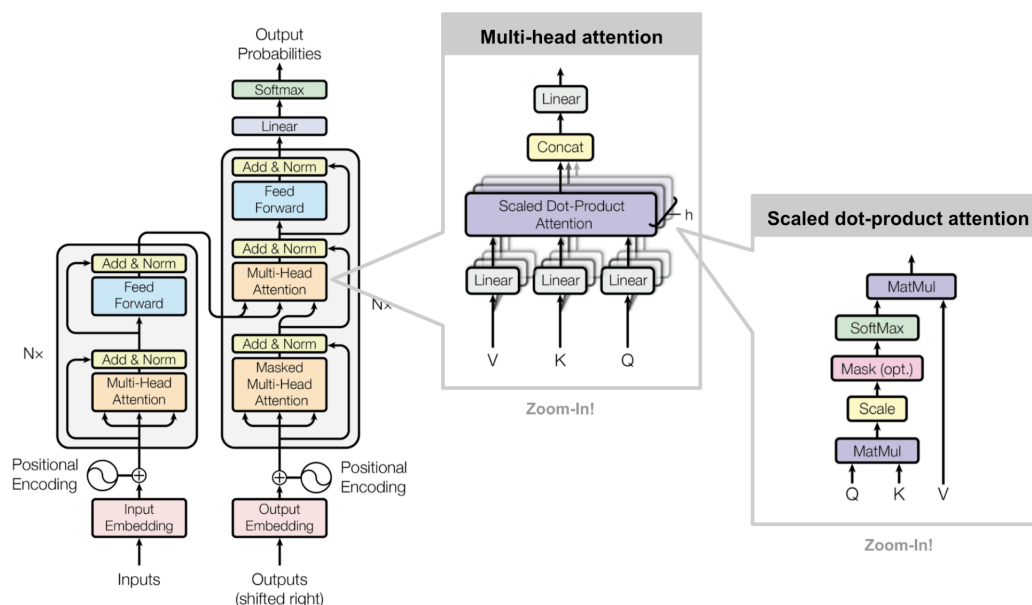 Output
Probabilities
Softmax
Linear
Add & Norm
Feed
Forward
Add & Norm
Multi-Head
Attention
Add & Norm
Masked
Multi-Head
Attention
Nx
Positional
Encoding
Output
Embedding
Outputs
(shifted right)
Add & Norm
Feed
Forward
Add & Norm
Multi-Head
Attention
Nx
Positional
Encoding
Input
Embedding
Inputs
Multi-head attention
Linear
Concat
Scaled Dot-Product
Attention
h
Linear Linear Linear
V K Q
Zoom-In!
Scaled dot-product attention
MatMul
SoftMax
Mask (opt.)
Scale
MatMul
Q K V
Zoom-In!